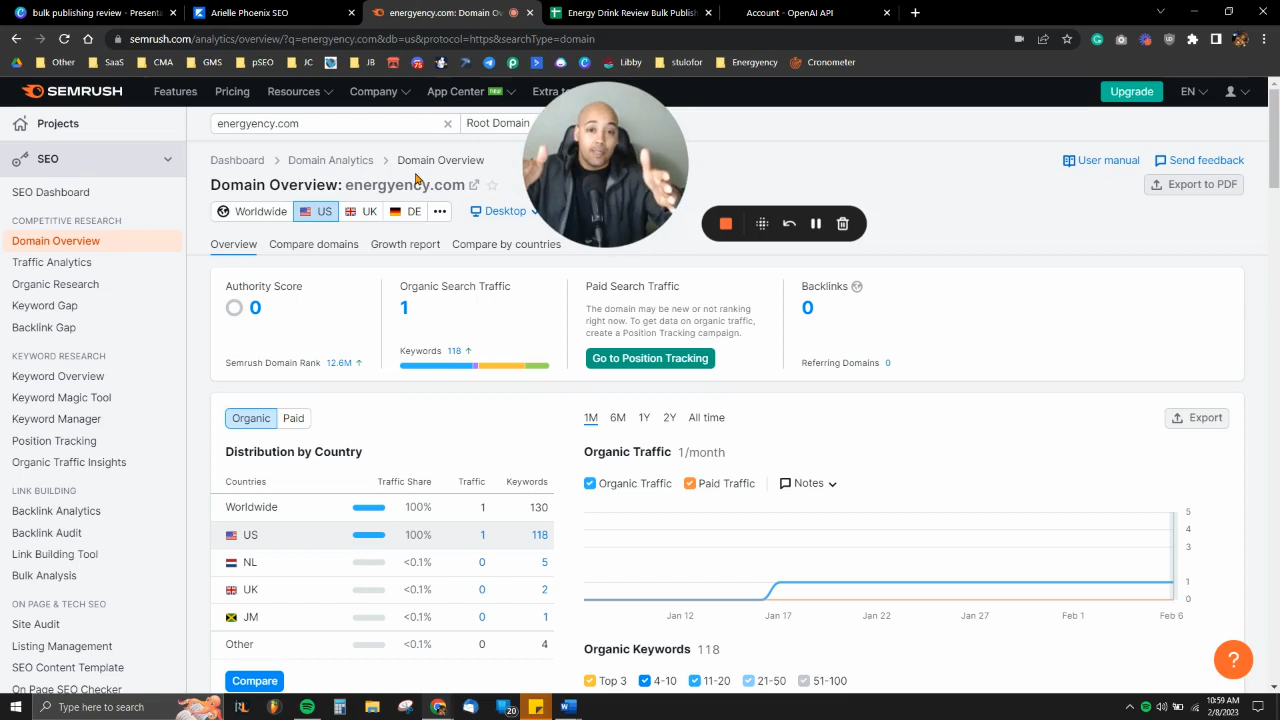 bulk publishing - Presenta
Arielle Phoenix SEO
energyency.com: Domain Ov
Energy Drink Review Bulk Publish
Account - OpenAI API
semrush.com/analytics/overview/?q=energyency.com&db=us&protocol=https&searchType=domain
Other
SaaS
CMA
GMS
pSEO
JC
JB
Libby
stulofor
Energyency
Cronometer
SEMRUSH
Features
Pricing
Resources
Company
App Center
new
Upgrade
EN
Projects
energyency.com
Root Domain
SEO
Dashboard > Domain Analytics > Domain Overview
User manual
Send feedback
Domain Overview: energyency.com
Export to PDF
SEO Dashboard
Worldwide
US
UK
DE
Desktop
COMPETITIVE RESEARCH
Domain Overview
Traffic Analytics
Organic Research
Keyword Gap
Backlink Gap
KEYWORD RESEARCH
Keyword Overview
Keyword Magic Tool
Keyword Manager
Position Tracking
Organic Traffic Insights
LINK BUILDING
Backlink Analytics
Backlink Audit
Link Building Tool
Bulk Analysis
ON PAGE & TECH SEO
Site Audit
Listing Management
SEO Content Template
On Page SEO Checker
Overview
Compare domains
Growth report
Compare by countries
Authority Score
0
Semrush Domain Rank 12.6M ↑
Organic Search Traffic
1
Keywords 118 ↑
Paid Search Traffic
The domain may be new or not ranking
right now. To get data on organic traffic,
create a Position Tracking campaign.
Go to Position Tracking
Backlinks
0
Referring Domains 0
Organic
Paid
Distribution by Country
Countries Traffic Share Traffic Keywords
Worldwide 100% 1 130
US 100% 1 118
NL <0.1% 0 5
UK <0.1% 0 2
JM <0.1% 0 1
Other <0.1% 0 4
Compare
1M 6M 1Y 2Y All time
Export
Organic Traffic 1/month
Organic Traffic
Paid Traffic
Notes
5
4
3
1
0
Jan 12 Jan 17 Jan 22 Jan 27 Feb 1 Feb 6
Organic Keywords 118
Top 3
4-10
11-20
21-50
51-100
?
Type here to search
20
10:59 AM
2/8/2023